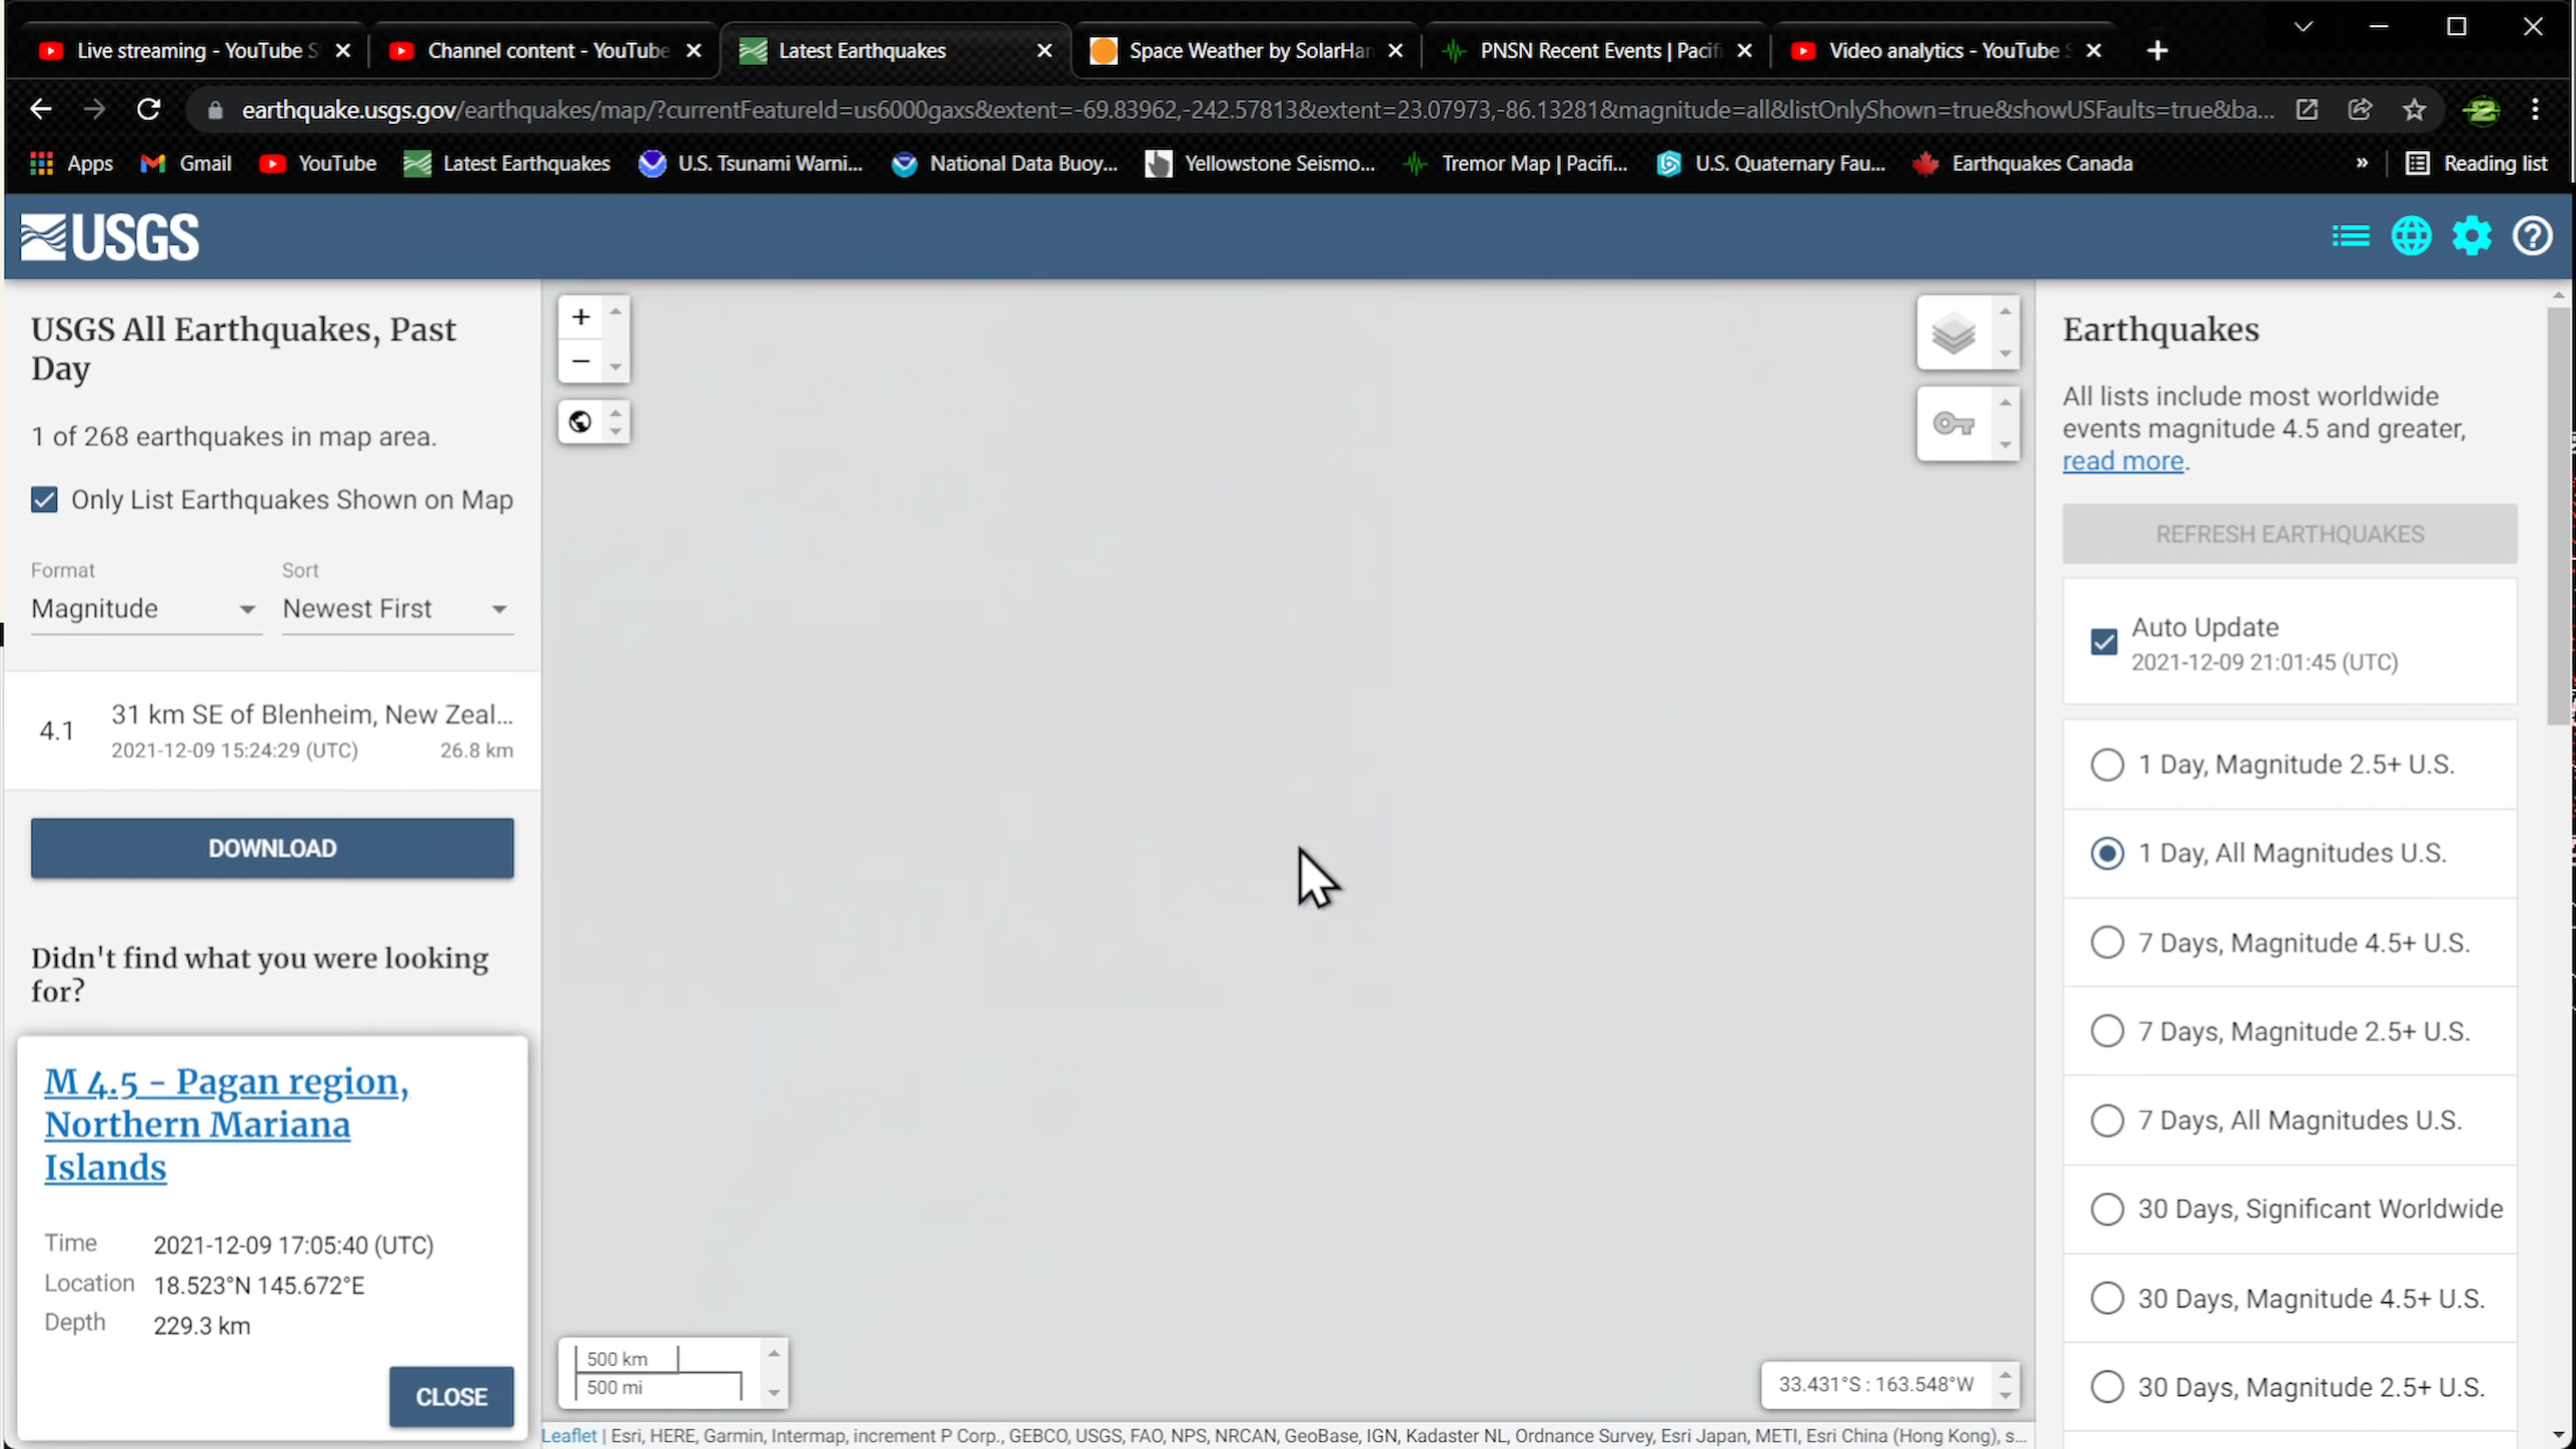 Live streaming - YouTube S
Channel content - YouTube
Latest Earthquakes
Space Weather by SolarHam
PNSN Recent Events | Pacifi
Video analytics - YouTube S
earthquake.usgs.gov/earthquakes/map/?currentFeatureId=us6000gaxs&extent=-69.83962,-242.57813&extent=23.07973,-86.13281&magnitude=all&listOnlyShown=true&showUSFaults=true&ba...
Apps
Gmail
YouTube
Latest Earthquakes
U.S. Tsunami Warni...
National Data Buoy...
Yellowstone Seismo...
Tremor Map | Pacifi...
U.S. Quaternary Fau...
Earthquakes Canada
»
Reading list
USGS
USGS All Earthquakes, Past
Day
1 of 268 earthquakes in map area.
Only List Earthquakes Shown on Map
Format
Sort
Magnitude
Newest First
4.1
31 km SE of Blenheim, New Zeal...
2021-12-09 15:24:29 (UTC)
26.8 km
DOWNLOAD
Didn't find what you were looking
for?
M 4.5 - Pagan region,
Northern Mariana
Islands
Time 2021-12-09 17:05:40 (UTC)
Location 18.523°N 145.672°E
Depth 229.3 km
CLOSE
+
−
500 km
500 mi
33.431°S : 163.548°W
Leaflet | Esri, HERE, Garmin, Intermap, increment P Corp., GEBCO, USGS, FAO, NPS, NRCAN, GeoBase, IGN, Kadaster NL, Ordnance Survey, Esri Japan, METI, Esri China (Hong Kong), s...
Earthquakes
All lists include most worldwide
events magnitude 4.5 and greater,
read more.
REFRESH EARTHQUAKES
Auto Update
2021-12-09 21:01:45 (UTC)
1 Day, Magnitude 2.5+ U.S.
1 Day, All Magnitudes U.S.
7 Days, Magnitude 4.5+ U.S.
7 Days, Magnitude 2.5+ U.S.
7 Days, All Magnitudes U.S.
30 Days, Significant Worldwide
30 Days, Magnitude 4.5+ U.S.
30 Days, Magnitude 2.5+ U.S.